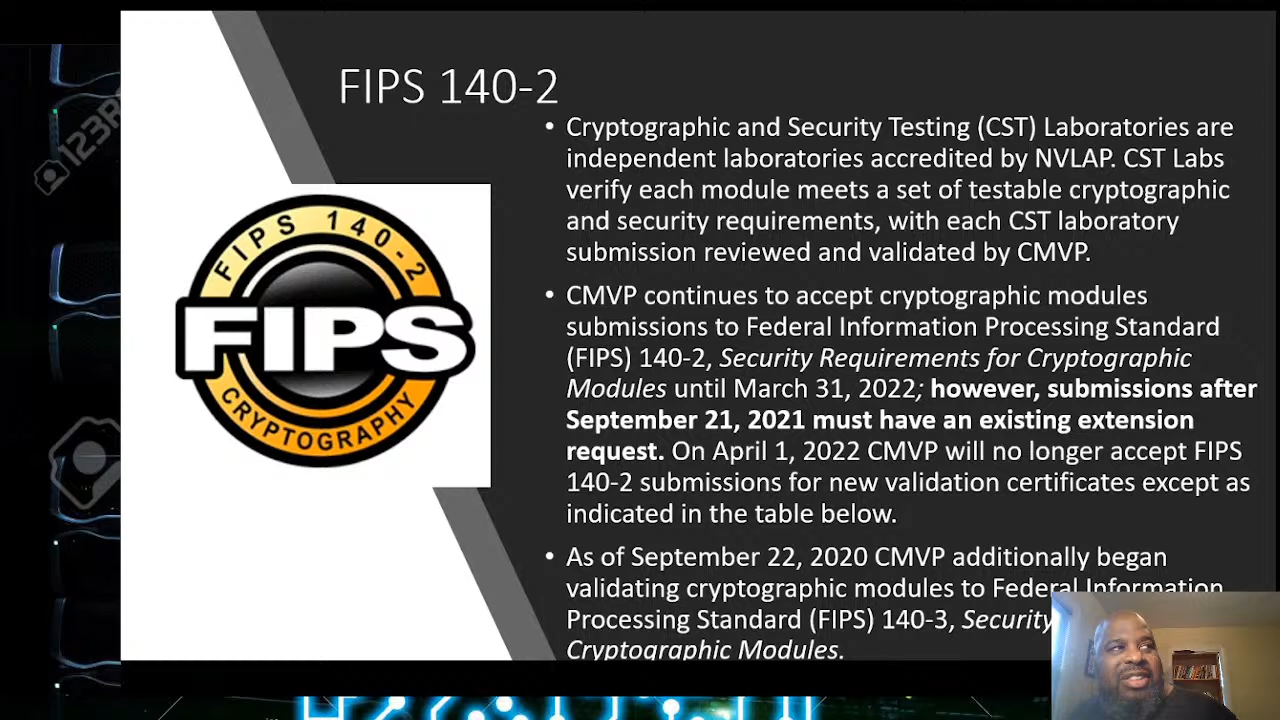 FIPS 140-2
• Cryptographic and Security Testing (CST) Laboratories are
independent laboratories accredited by NVLAP. CST Labs
verify each module meets a set of testable cryptographic
and security requirements, with each CST laboratory
submission reviewed and validated by CMVP.
• CMVP continues to accept cryptographic modules
submissions to Federal Information Processing Standard
(FIPS) 140-2, Security Requirements for Cryptographic
Modules until March 31, 2022; however, submissions after
September 21, 2021 must have an existing extension
request. On April 1, 2022 CMVP will no longer accept FIPS
140-2 submissions for new validation certificates except as
indicated in the table below.
• As of September 22, 2020 CMVP additionally began
validating cryptographic modules to Federal Information
Processing Standard (FIPS) 140-3, Security
Cryptographic Modules.
FIPS 140-2
FIPS
CRYPTOGRAPHY